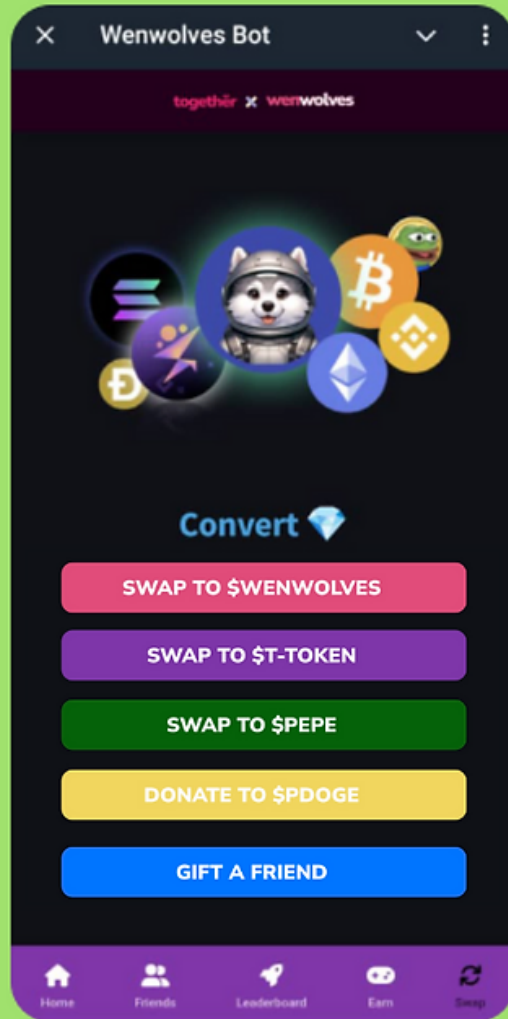 Wenwolves Bot
together x wenwolves
Convert
SWAP TO $WENWOLVES
SWAP TO $T-TOKEN
SWAP TO $PEPE
DONATE TO $PDOGE
GIFT A FRIEND
Home Friends Leaderboard Earn Swap